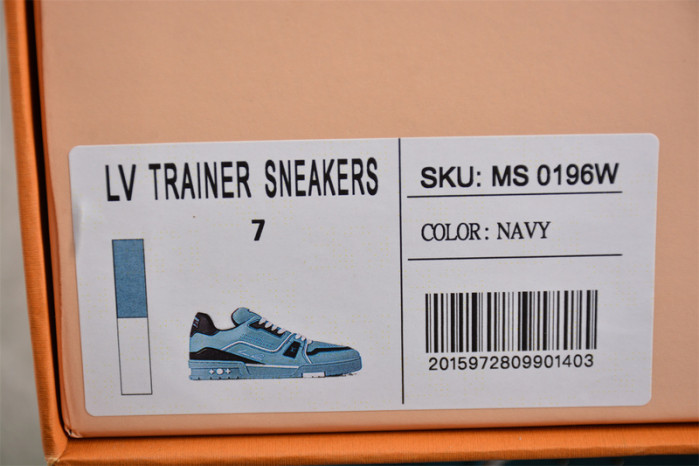 LV TRAINER SNEAKERS
7
SKU: MS 0196W
COLOR: NAVY
2015972809901403